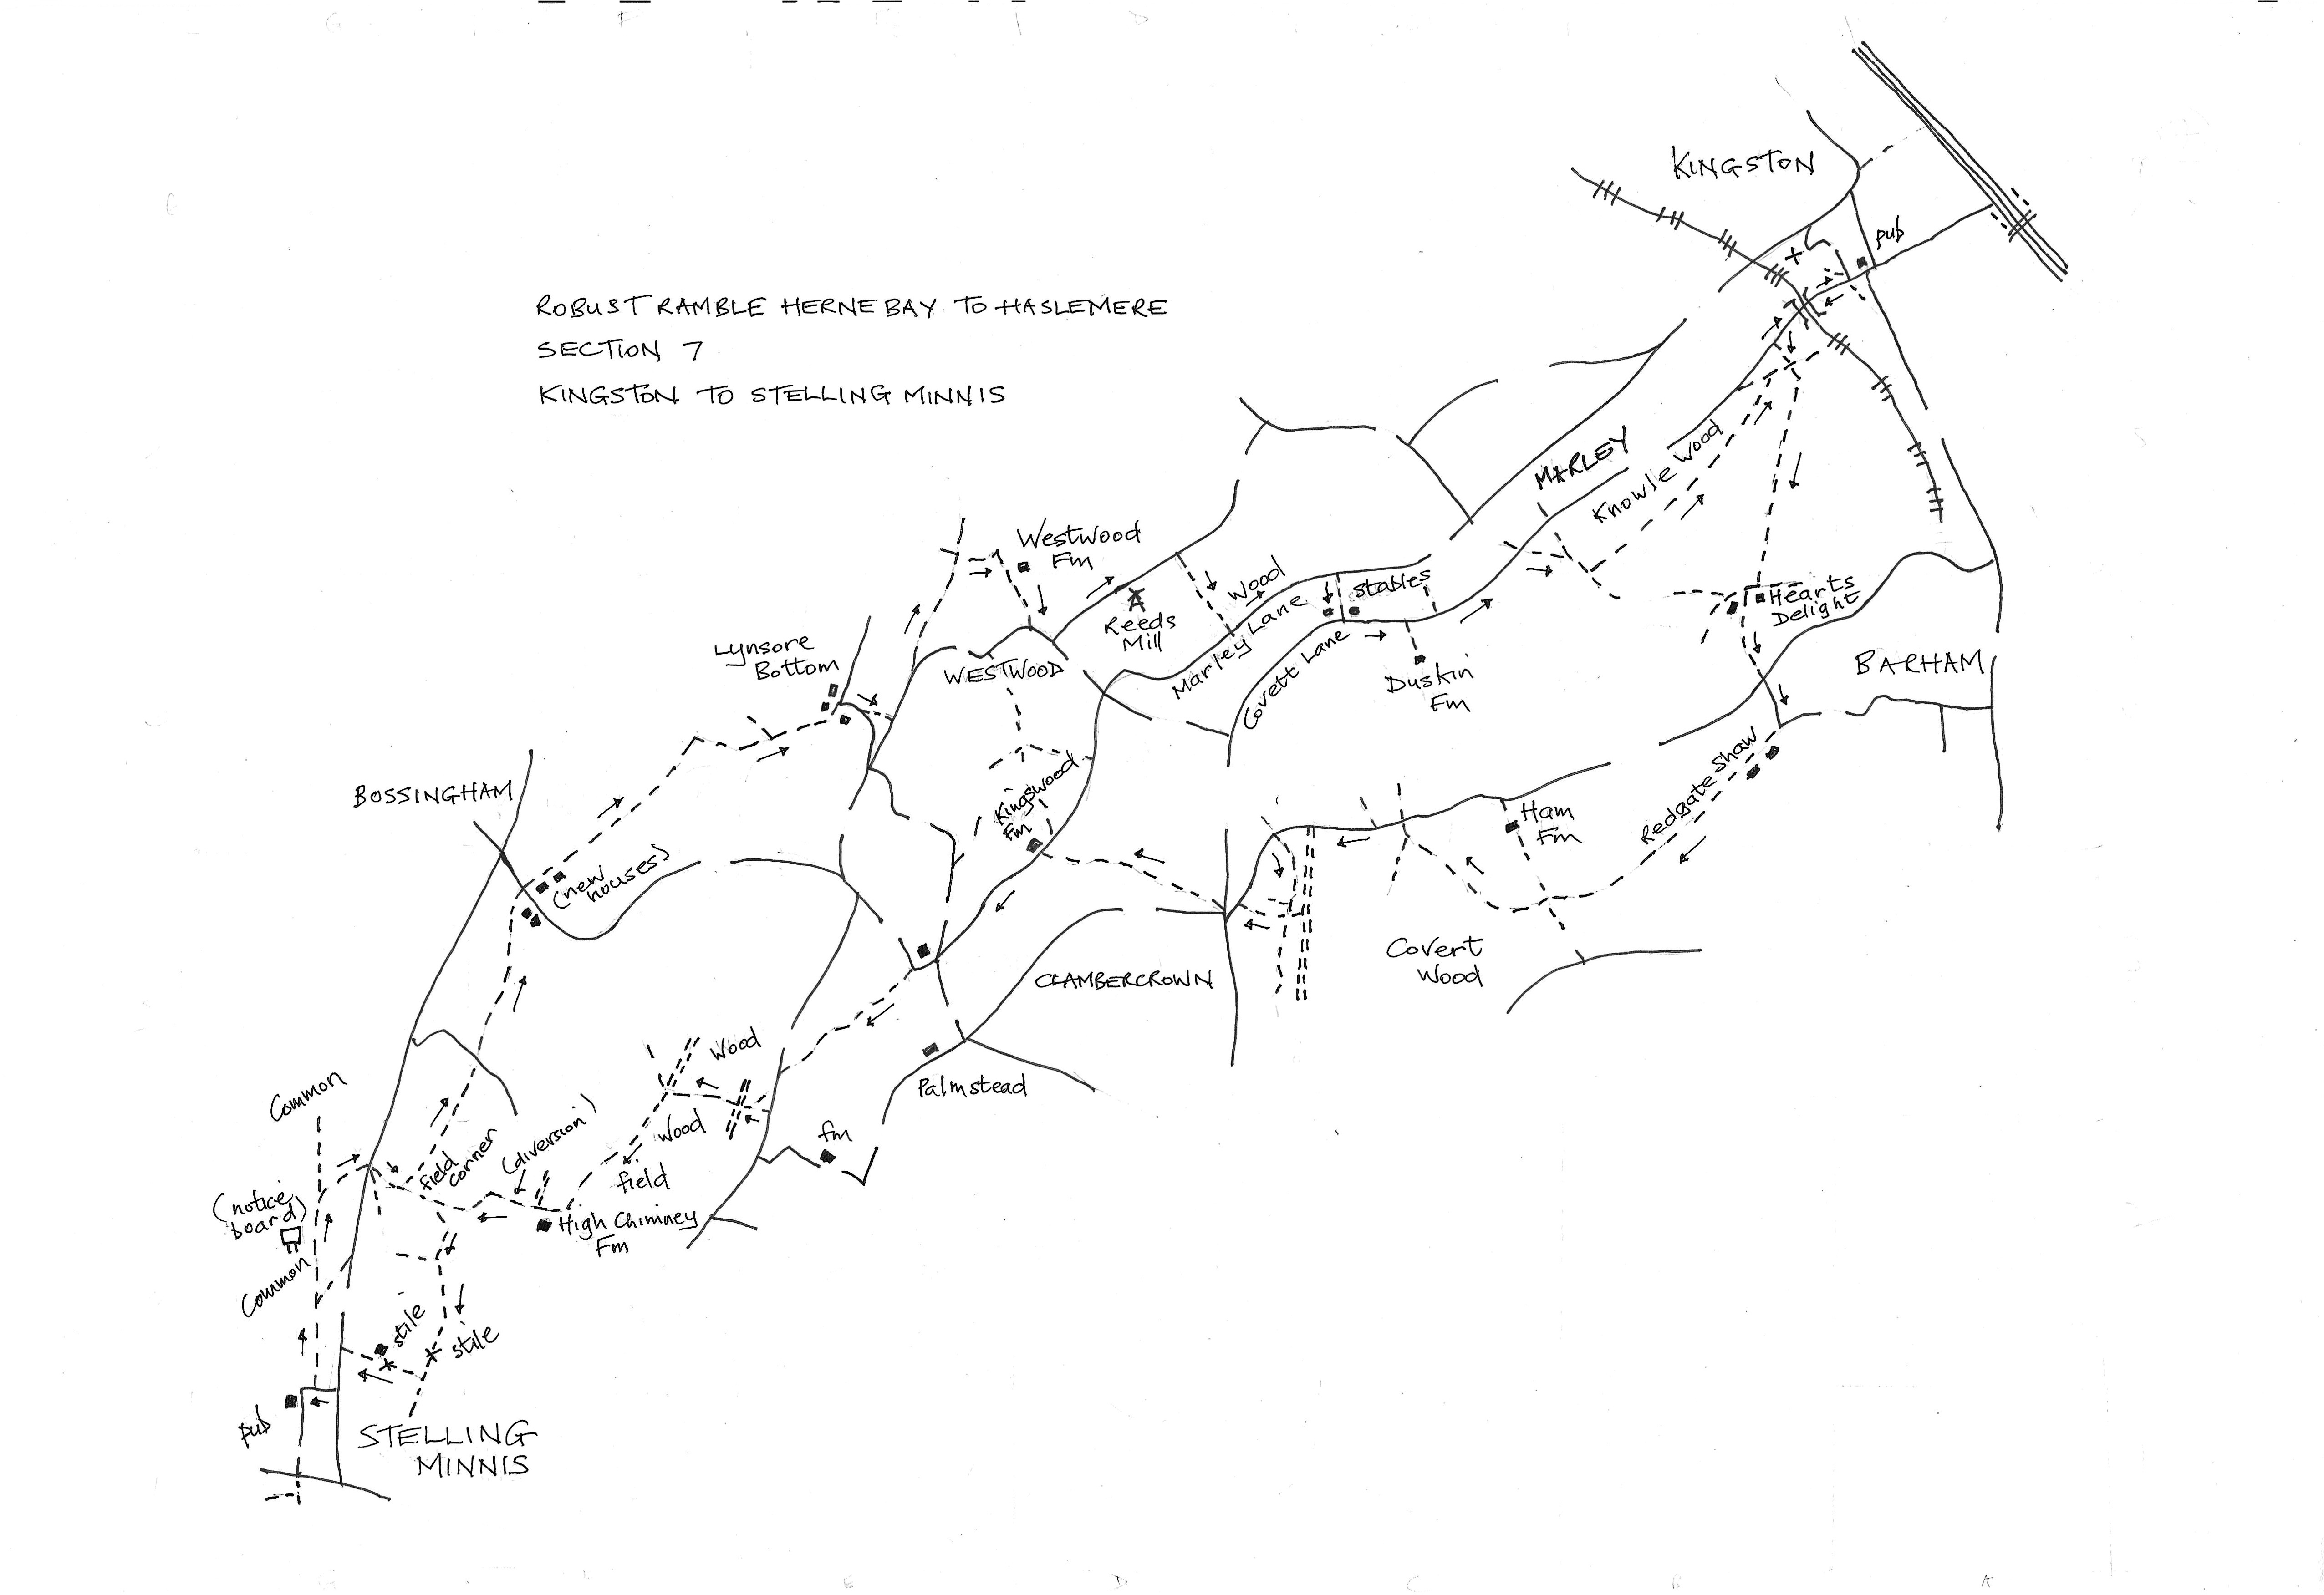 KINGSTON
pub
ROBUST RAMBLE HERNE BAY TO HASLEMERE
SECTION 7
KINGSTON TO STELLING MINNIS
MARLEY
Knowle Wood
Westwood
Fm
Reeds
Mill
Wood
Marley Lane
Stables
Covett Lane
Duskin
Fm
Hearts
Delight
BARHAM
Lynsore
Bottom
WESTWOOD
Kingswood
Fm
Redgate Shaw
Ham
Fm
BOSSINGHAM
(new
houses)
Covert
Wood
CLAMBERCROWN
Palmstead
Wood
Wood
fm
Common
field
corner
(diversion)
field
High Chimney
Fm
(notice
board)
Common
stile
stile
pub
STELLING
MINNIS